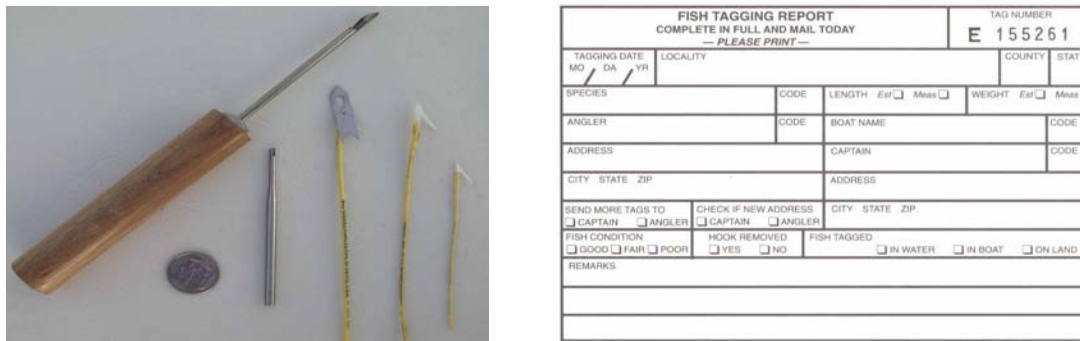 FISH TAGGING REPORT
COMPLETE IN FULL AND MAIL TODAY
— PLEASE PRINT —
TAG NUMBER
E 155261
TAGGING DATE
MO / DA / YR
LOCALITY
COUNTY
STAT
SPECIES
CODE
LENGTH Est Meas
WEIGHT Est Meas
ANGLER
CODE
BOAT NAME
CODE
ADDRESS
CAPTAIN
CODE
CITY STATE ZIP
ADDRESS
SEND MORE TAGS TO
CAPTAIN ANGLER
CHECK IF NEW ADDRESS
CAPTAIN ANGLER
CITY STATE ZIP
FISH CONDITION
GOOD FAIR POOR
HOOK REMOVED
YES NO
FISH TAGGED
IN WATER IN BOAT ON LAND
REMARKS